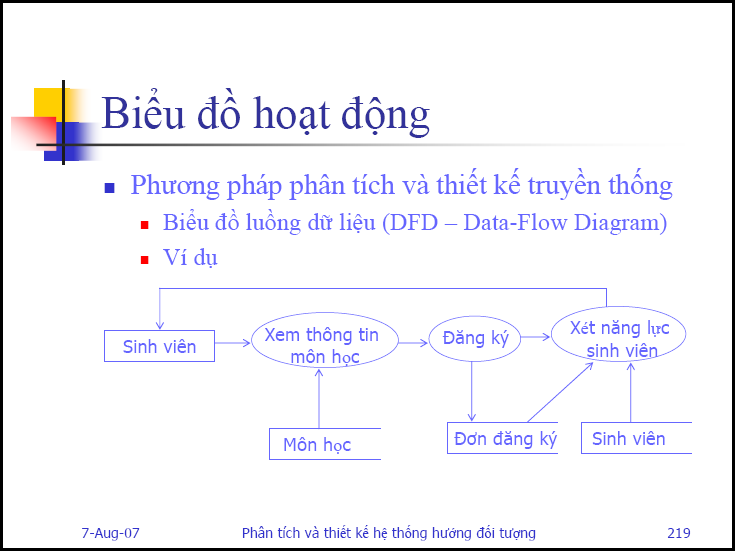 Biểu đồ hoạt động
Phương pháp phân tích và thiết kế truyền thống
Biểu đồ luồng dữ liệu (DFD – Data-Flow Diagram)
Ví dụ
Sinh viên
Xem thông tin
môn học
Đăng ký
Xét năng lực
sinh viên
Môn học
Đơn đăng ký
Sinh viên
7-Aug-07
Phân tích và thiết kế hệ thống hướng đối tượng
219